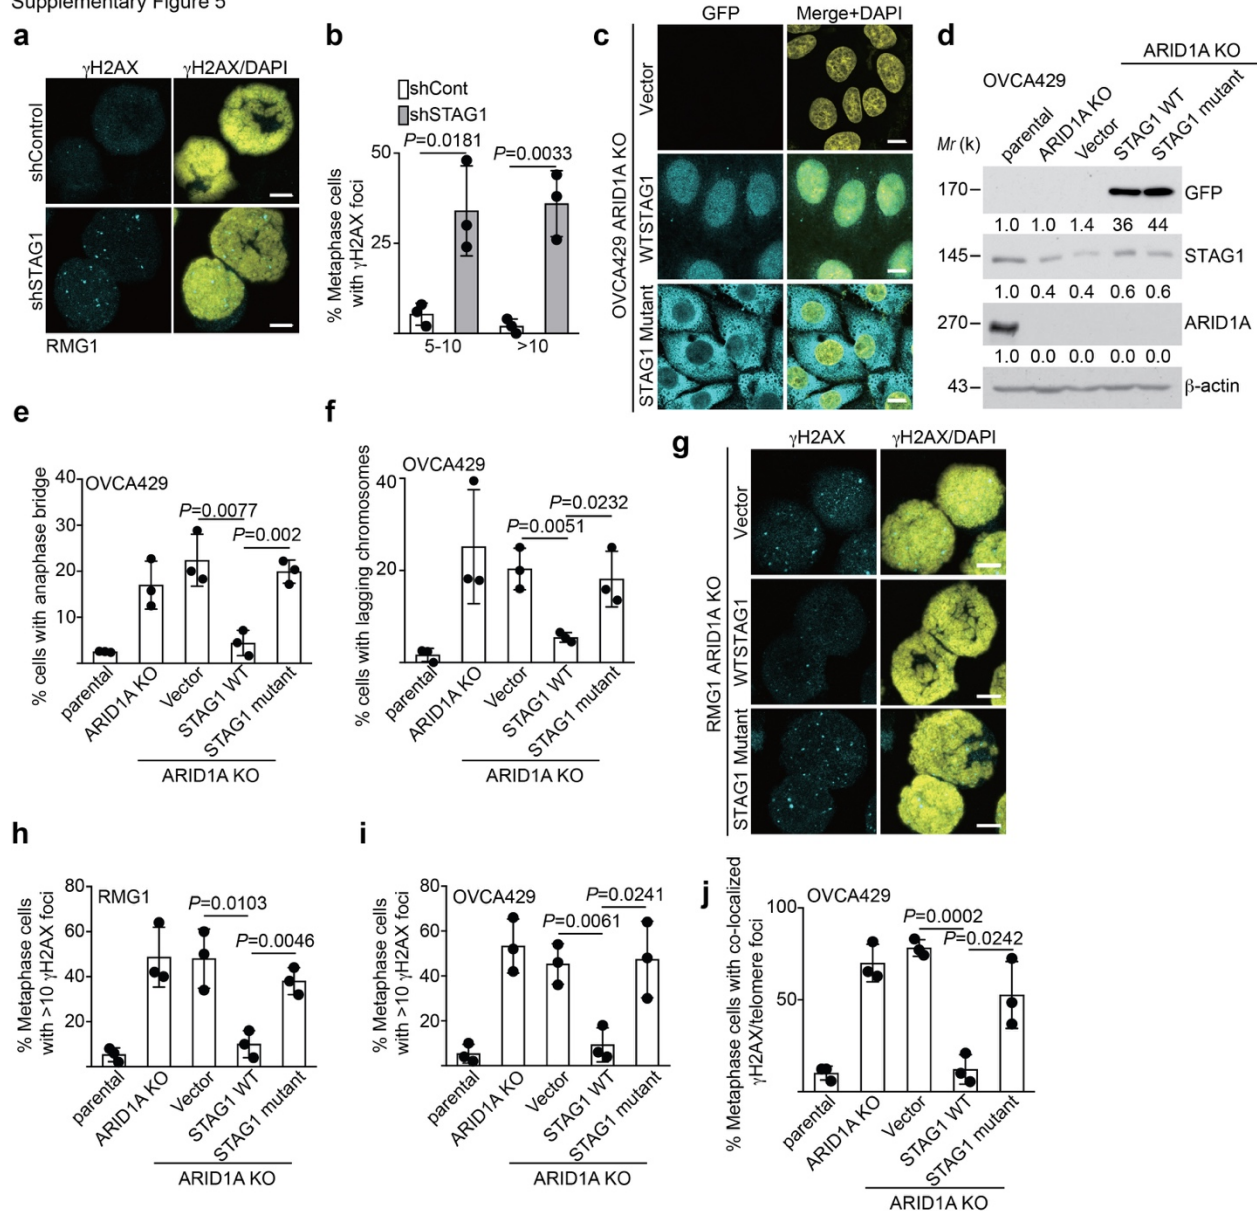 Supplementary Figure 5
a
γH2AX
γH2AX/DAPI
shControl
shSTAG1
RMG1
b
shCont
shSTAG1
P=0.0181
P=0.0033
50
25
% Metaphase cells
with γH2AX foci
5-10
>10
c
GFP
Merge+DAPI
OVCA429 ARID1A KO
Vector
WTSTAG1
STAG1 Mutant
d
ARID1A KO
OVCA429
Mr (k)
parental
ARID1A KO
Vector
STAG1 WT
STAG1 mutant
170
GFP
1.0 1.0 1.4 36 44
145
STAG1
1.0 0.4 0.4 0.6 0.6
270
ARID1A
1.0 0.0 0.0 0.0 0.0
43
β-actin
e
OVCA429
% cells with anaphase bridge
40
30
20
10
P=0.0077
P=0.002
parental
ARID1A KO
Vector
STAG1 WT
STAG1 mutant
ARID1A KO
f
OVCA429
% cells with lagging chromosomes
40
20
P=0.0232
P=0.0051
parental
ARID1A KO
Vector
STAG1 WT
STAG1 mutant
ARID1A KO
g
γH2AX
γH2AX/DAPI
RMG1 ARID1A KO
Vector
WTSTAG1
STAG1 Mutant
h
RMG1
% Metaphase cells
with >10 γH2AX foci
80
60
40
20
P=0.0103
P=0.0046
parental
ARID1A KO
Vector
STAG1 WT
STAG1 mutant
ARID1A KO
i
OVCA429
% Metaphase cells
with >10 γH2AX foci
80
60
40
20
P=0.0241
P=0.0061
parental
ARID1A KO
Vector
STAG1 WT
STAG1 mutant
ARID1A KO
j
OVCA429
% Metaphase cells with co-localized
γH2AX/telomere foci
100
50
P=0.0002
P=0.0242
parental
ARID1A KO
Vector
STAG1 WT
STAG1 mutant
ARID1A KO